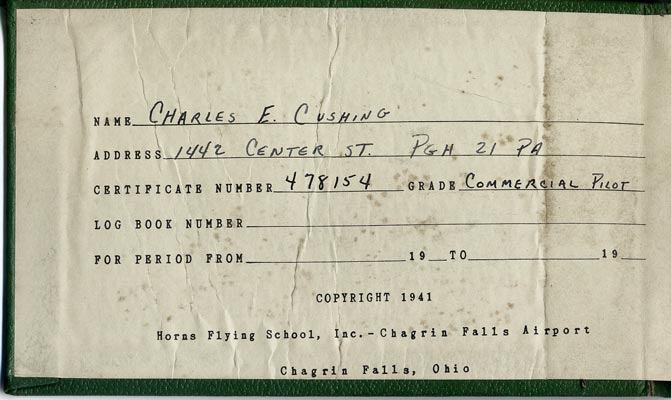 NAME CHARLES E. CUSHING
ADDRESS 1442 CENTER ST. PGH 21 PA
CERTIFICATE NUMBER 478154 GRADE COMMERCIAL PILOT
LOG BOOK NUMBER
FOR PERIOD FROM 19 TO 19
COPYRIGHT 1941
Horns Flying School, Inc.-Chagrin Falls Airport
Chagrin Falls, Ohio